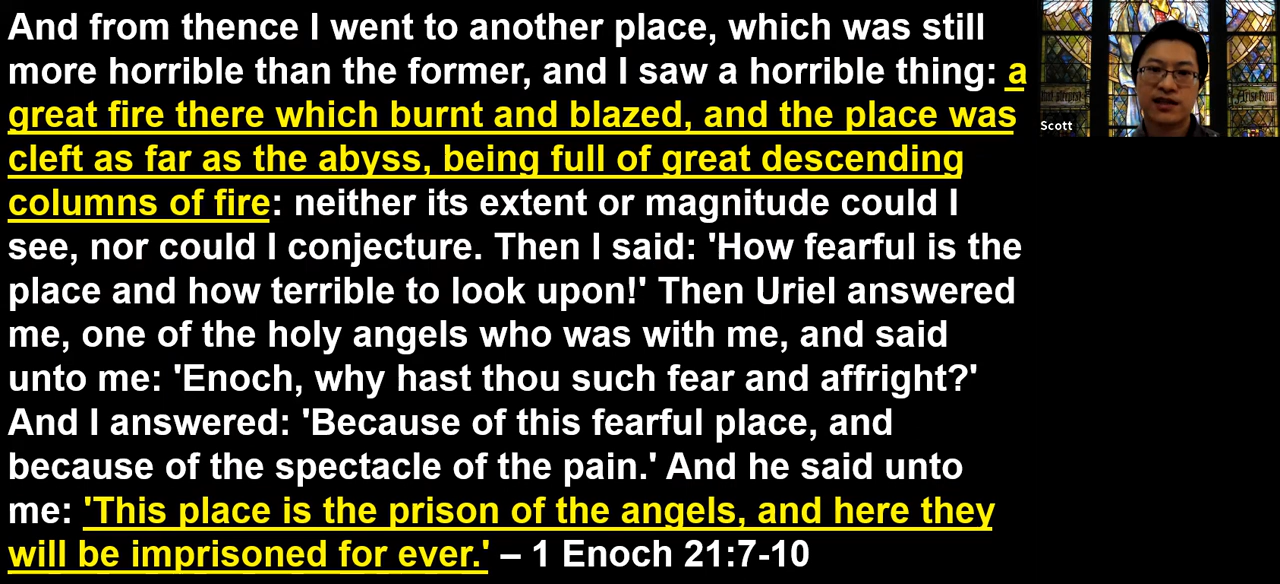 And from thence I went to another place, which was still
more horrible than the former, and I saw a horrible thing: a
great fire there which burnt and blazed, and the place was
cleft as far as the abyss, being full of great descending
columns of fire: neither its extent or magnitude could I
see, nor could I conjecture. Then I said: 'How fearful is the
place and how terrible to look upon!' Then Uriel answered
me, one of the holy angels who was with me, and said
unto me: 'Enoch, why hast thou such fear and affright?'
And I answered: 'Because of this fearful place, and
because of the spectacle of the pain.' And he said unto
me: 'This place is the prison of the angels, and here they
will be imprisoned for ever.' – 1 Enoch 21:7-10
Scott